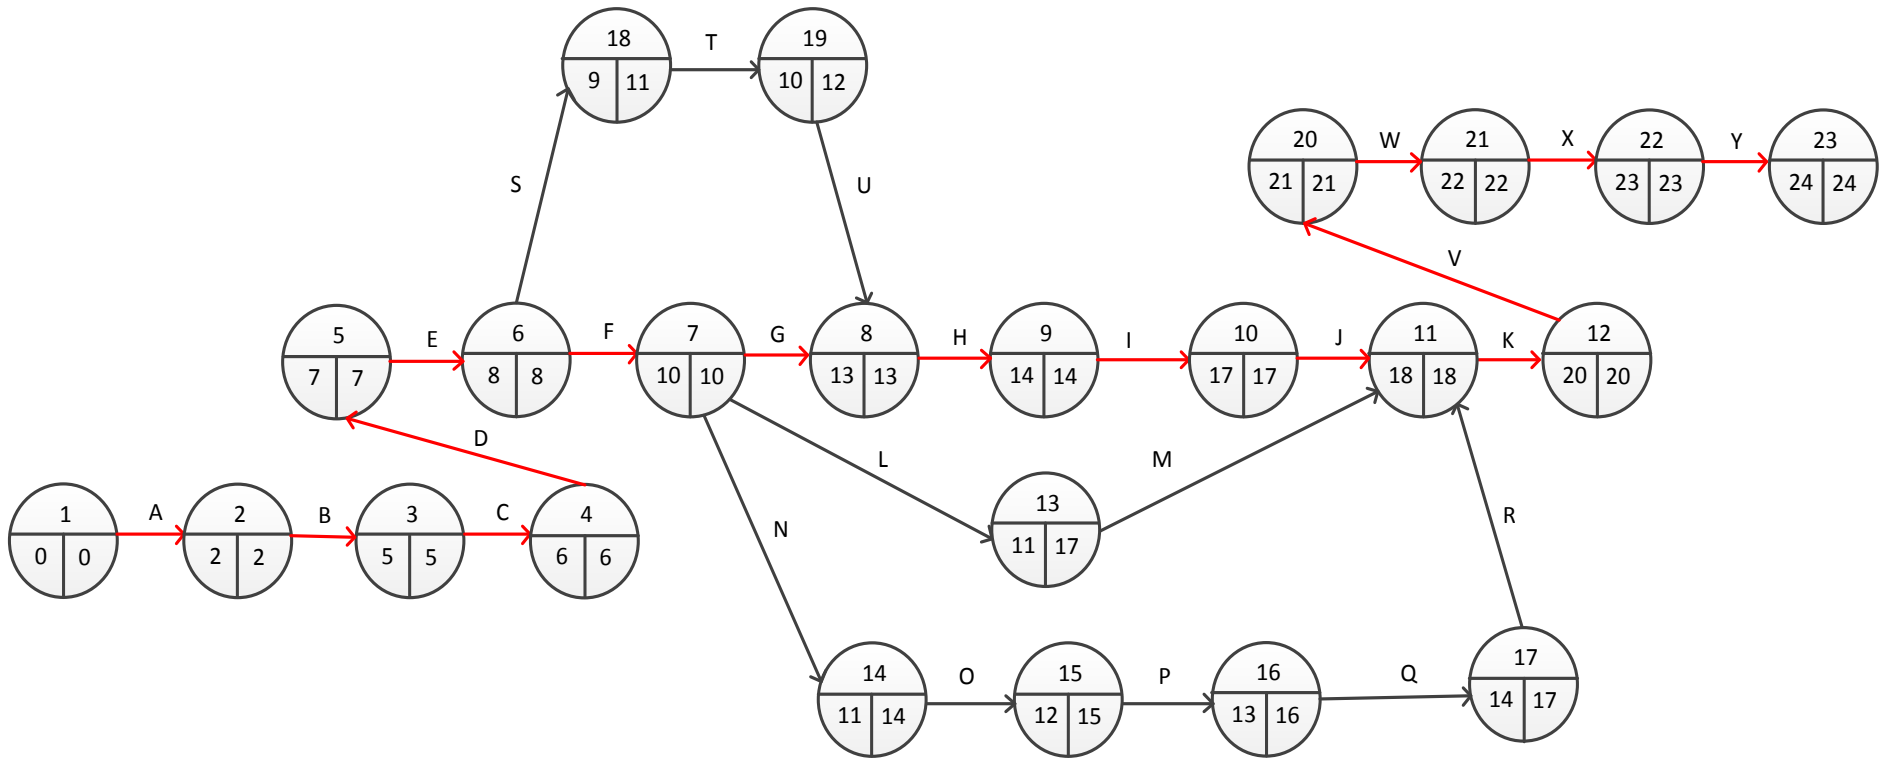 18
9 11
T
19
10 12
S
U
20
21 21
W
21
22 22
X
22
23 23
Y
23
24 24
V
5
7 7
E
6
8 8
F
7
10 10
G
8
13 13
H
9
14 14
I
10
17 17
J
11
18 18
K
12
20 20
D
L
M
N
R
1
0 0
A
2
2 2
B
3
5 5
C
4
6 6
13
11 17
14
11 14
O
15
12 15
P
16
13 16
Q
17
14 17